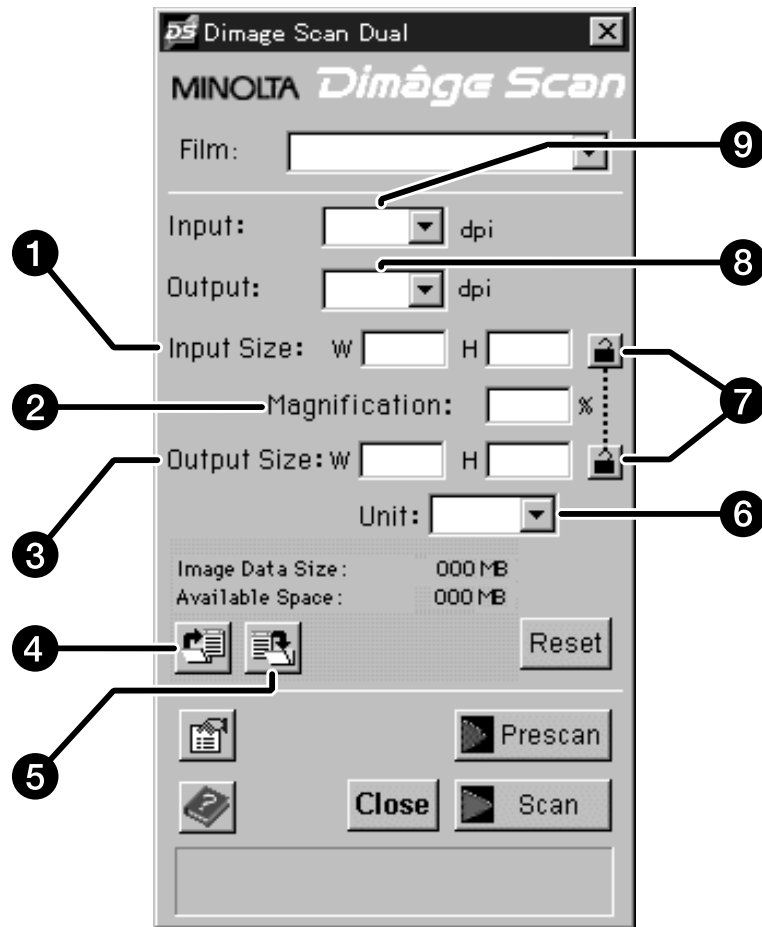 DS Dimage Scan Dual
MINOLTA Dimâge Scan
Film:
9
Input: dpi
1
8
Output: dpi
Input Size: W H
2
Magnification: %
7
3
Output Size: W H
Unit:
6
Image Data Size: 000 MB
Available Space: 000 MB
4
Reset
5
Prescan
?
Close
Scan